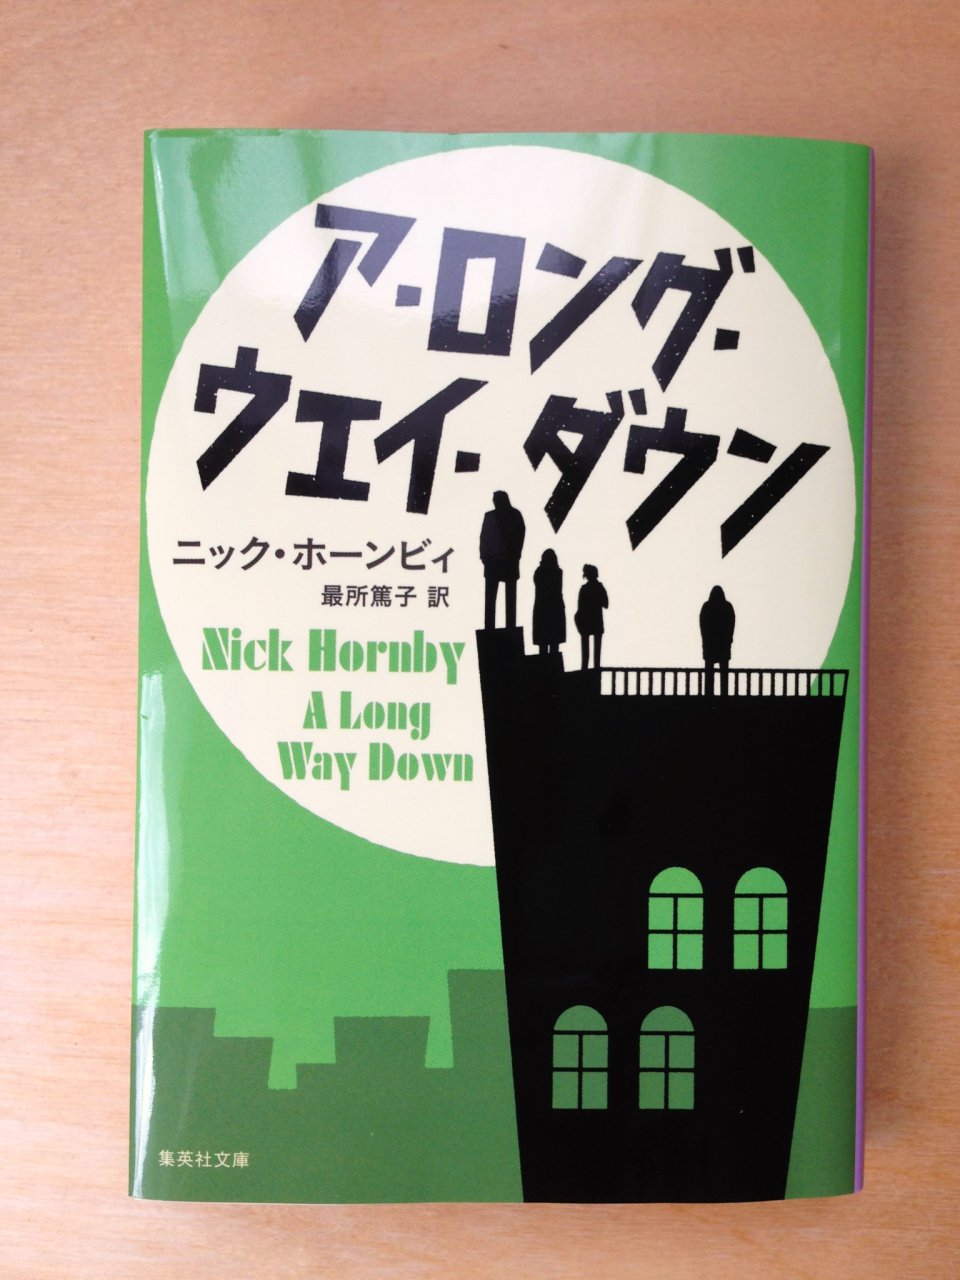 ア・ロング・
ウエイ・ダウン
ニック・ホーンビィ
最所篤子 訳
Nick Hornby
A Long
Way Down
集英社文庫